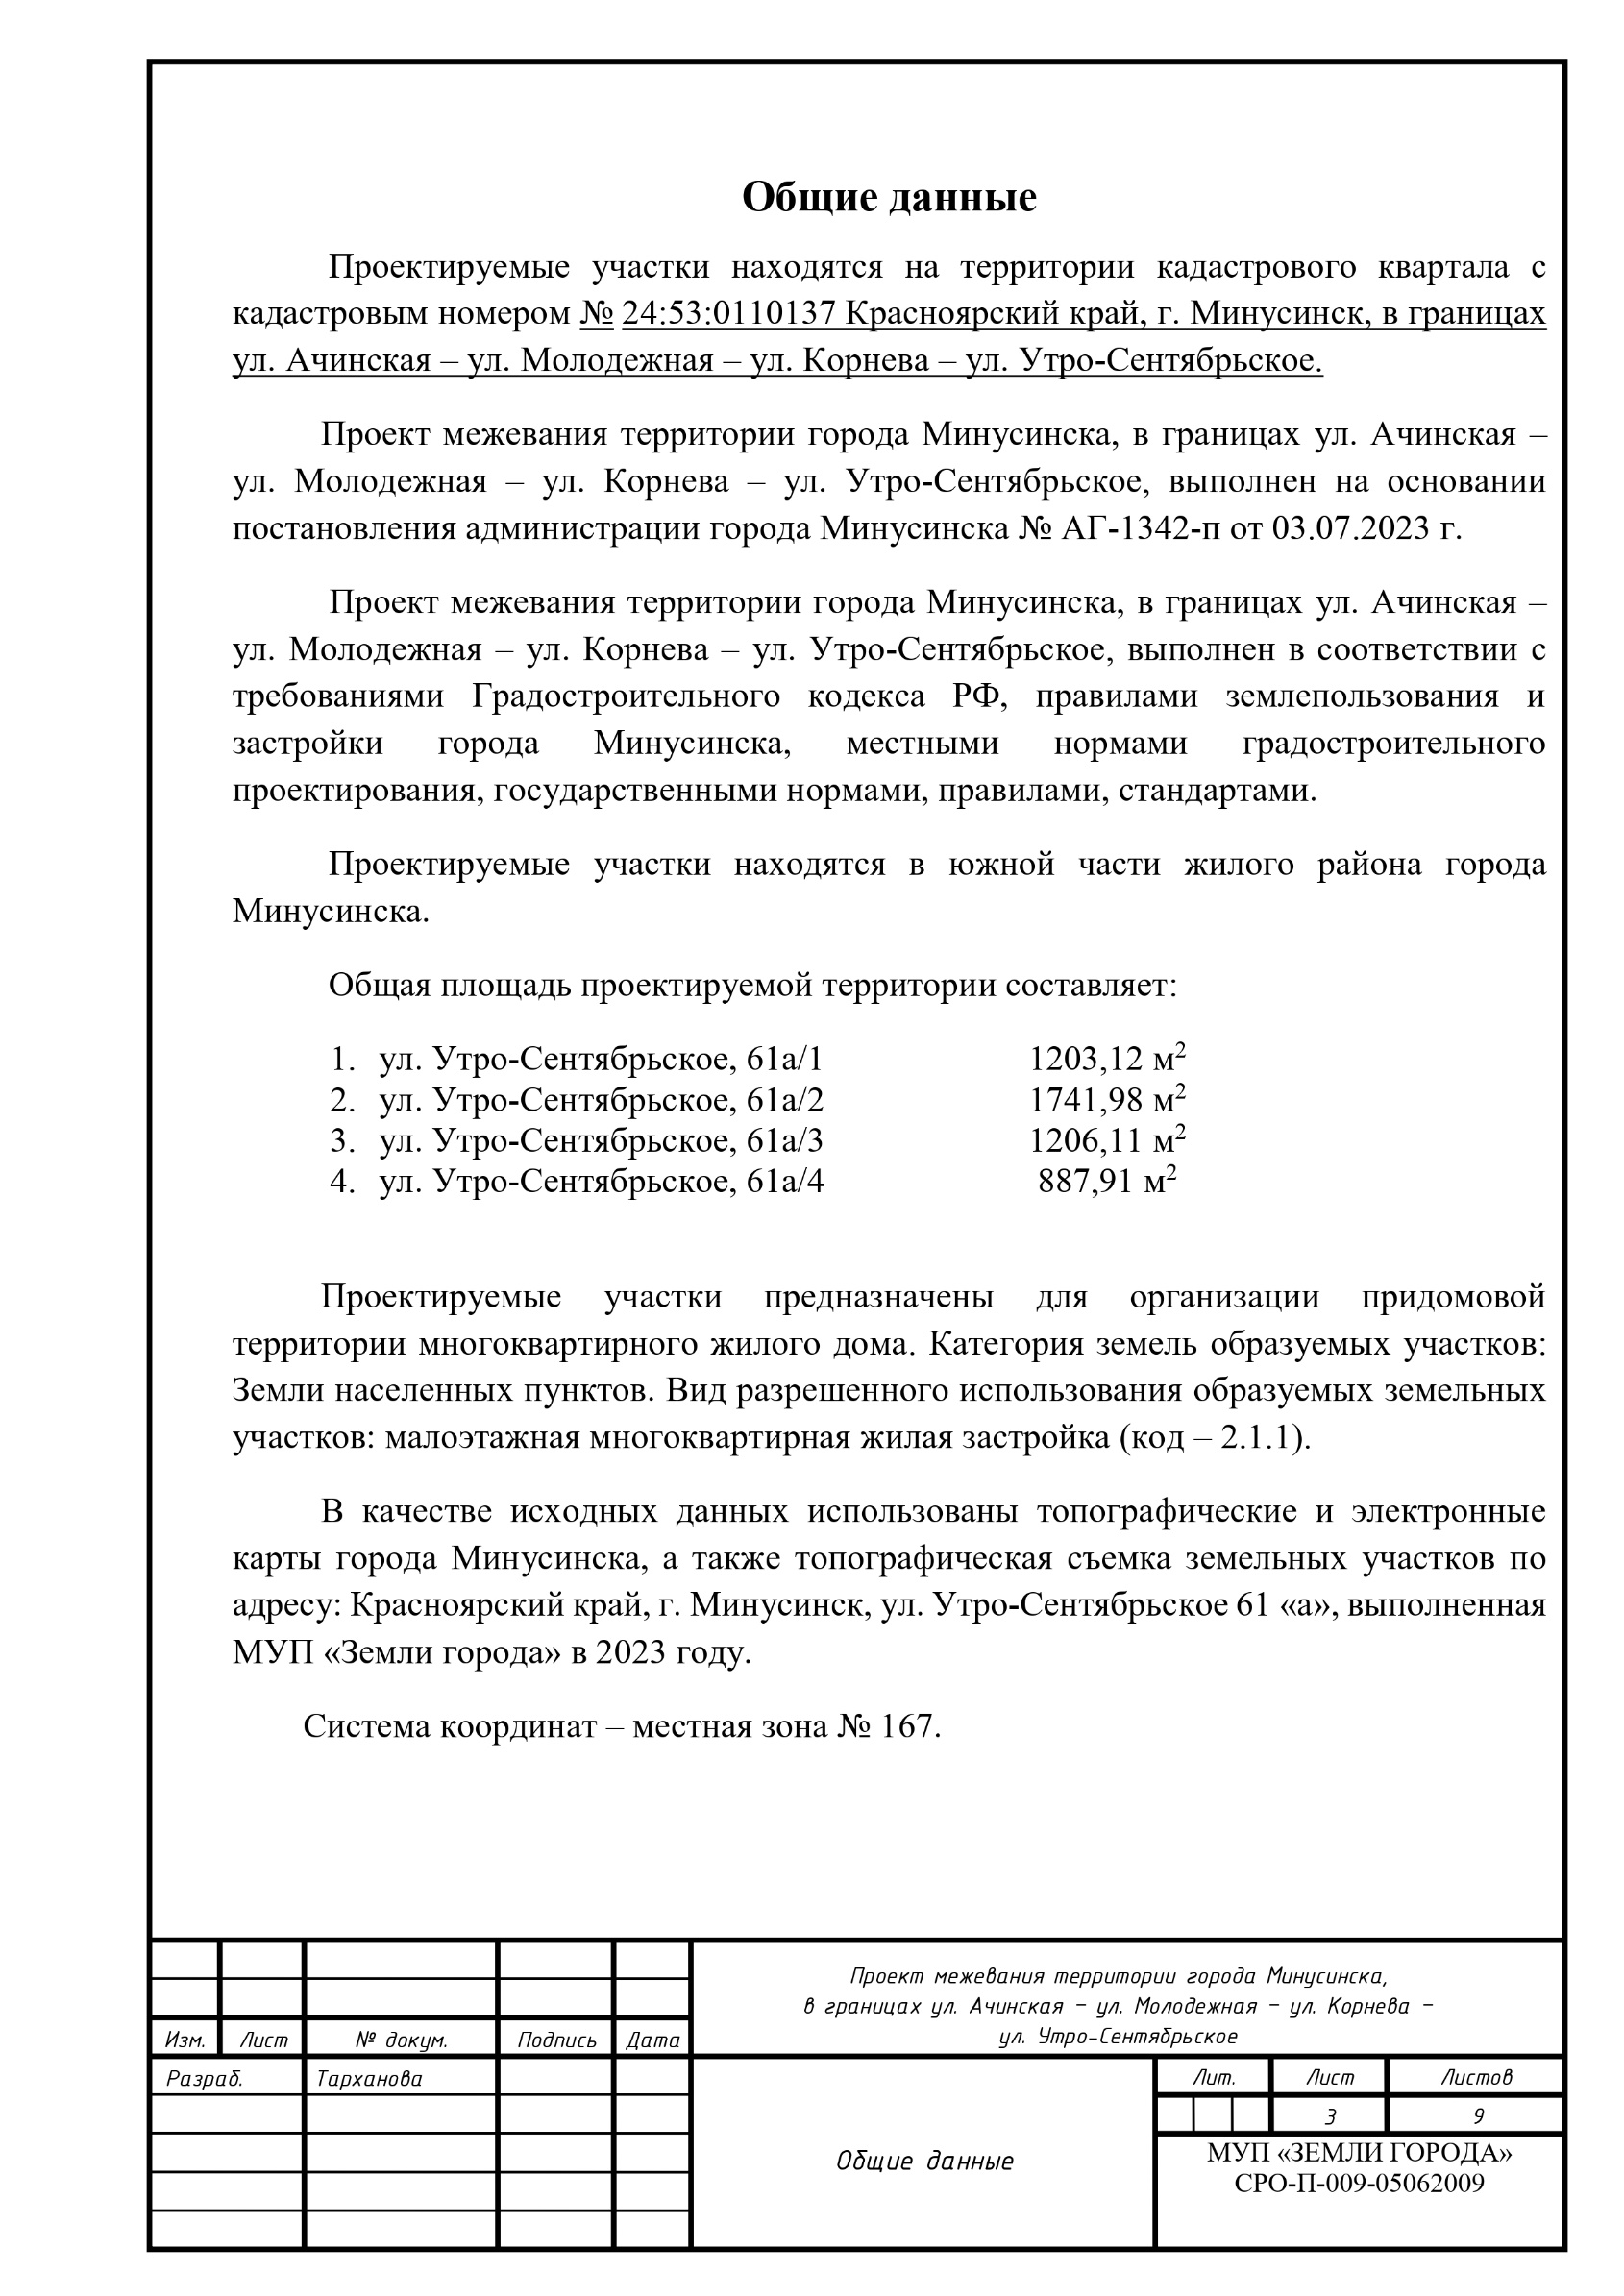 Общие данные
Проектируемые участки находятся на территории кадастрового квартала с
кадастровым номером № 24:53:0110137 Красноярский край, г. Минусинск, в границах
ул. Ачинская – ул. Молодежная – ул. Корнева – ул. Утро-Сентябрьское.
Проект межевания территории города Минусинска, в границах ул. Ачинская –
ул. Молодежная – ул. Корнева – ул. Утро-Сентябрьское, выполнен на основании
постановления администрации города Минусинска № АГ-1342-п от 03.07.2023 г.
Проект межевания территории города Минусинска, в границах ул. Ачинская –
ул. Молодежная – ул. Корнева – ул. Утро-Сентябрьское, выполнен в соответствии с
требованиями Градостроительного кодекса РФ, правилами землепользования и
застройки города Минусинска, местными нормами градостроительного
проектирования, государственными нормами, правилами, стандартами.
Проектируемые участки находятся в южной части жилого района города
Минусинска.
Общая площадь проектируемой территории составляет:
1. ул. Утро-Сентябрьское, 61а/1 1203,12 м²
2. ул. Утро-Сентябрьское, 61а/2 1741,98 м²
3. ул. Утро-Сентябрьское, 61а/3 1206,11 м²
4. ул. Утро-Сентябрьское, 61а/4 887,91 м²
Проектируемые участки предназначены для организации придомовой
территории многоквартирного жилого дома. Категория земель образуемых участков:
Земли населенных пунктов. Вид разрешенного использования образуемых земельных
участков: малоэтажная многоквартирная жилая застройка (код – 2.1.1).
В качестве исходных данных использованы топографические и электронные
карты города Минусинска, а также топографическая съемка земельных участков по
адресу: Красноярский край, г. Минусинск, ул. Утро-Сентябрьское 61 «а», выполненная
МУП «Земли города» в 2023 году.
Система координат – местная зона № 167.
Проект межевания территории города Минусинска,
в границах ул. Ачинская – ул. Молодежная – ул. Корнева –
ул. Утро-Сентябрьское
Изм. Лист № докум. Подпись Дата
Разраб. Тарханова
Лит. Лист Листов
3 9
Общие данные
МУП «ЗЕМЛИ ГОРОДА»
СРО-П-009-05062009